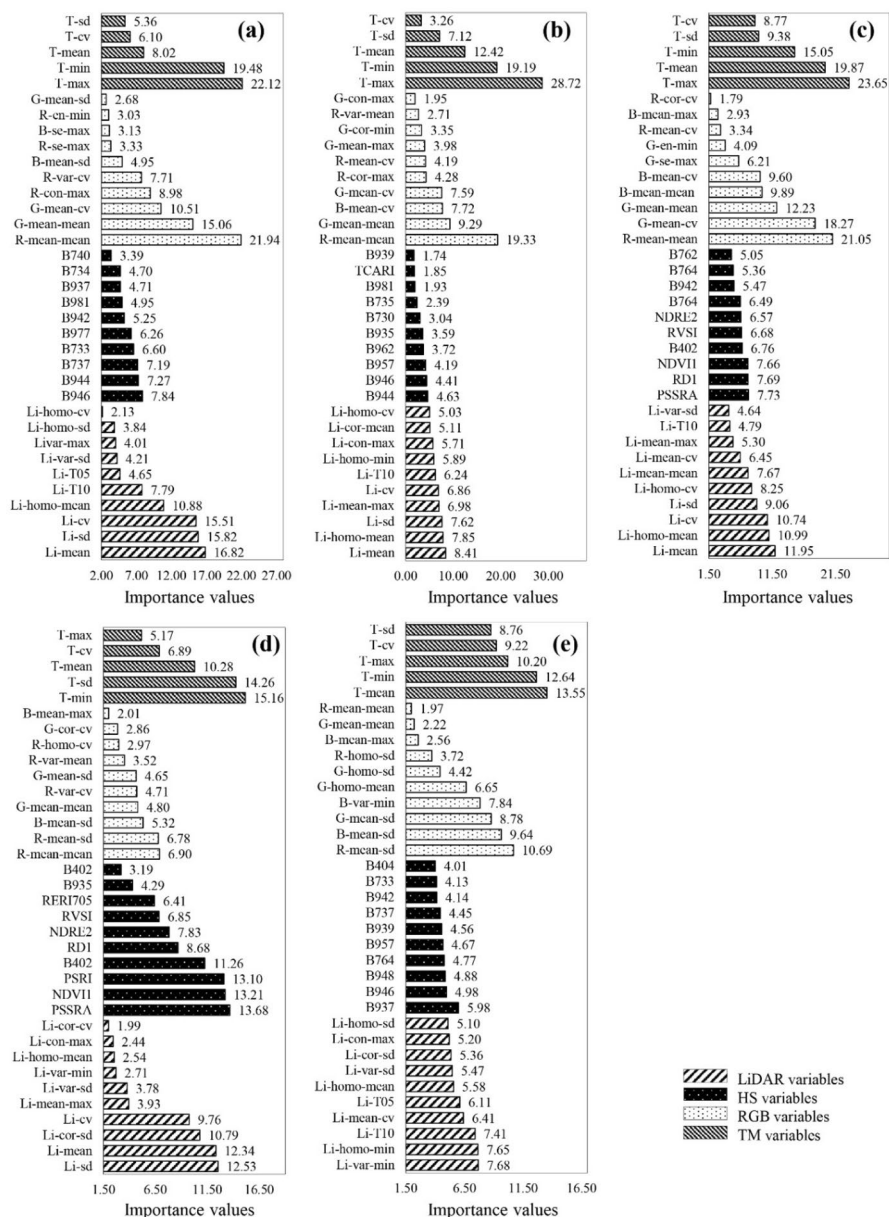 (a)
T-sd 5.36
T-cv 6.10
T-mean 8.02
T-min 19.48
T-max 22.12
G-mean-sd 2.68
R-en-min 3.03
B-se-max 3.13
R-se-max 3.33
B-mean-sd 4.95
R-var-cv 7.71
R-con-max 8.98
G-mean-cv 10.51
G-mean-mean 15.06
R-mean-mean 21.94
B740 3.39
B734 4.70
B937 4.71
B981 4.95
B942 5.25
B977 6.26
B733 6.60
B737 7.19
B944 7.27
B946 7.84
Li-homo-cv 2.13
Li-homo-sd 3.84
Livar-max 4.01
Li-var-sd 4.21
Li-T05 4.65
Li-T10 7.79
Li-homo-mean 10.88
Li-cv 15.51
Li-sd 15.82
Li-mean 16.82
2.00 7.00 12.00 17.00 22.00 27.00
Importance values
(b)
T-cv 3.26
T-sd 7.12
T-mean 12.42
T-min 19.19
T-max 28.72
G-con-max 1.95
R-var-mean 2.71
G-cor-min 3.35
G-mean-max 3.98
R-mean-cv 4.19
R-cor-max 4.28
G-mean-cv 7.59
B-mean-cv 7.72
G-mean-mean 9.29
R-mean-mean 19.33
B939 1.74
TCARI 1.85
B981 1.93
B735 2.39
B730 3.04
B935 3.59
B962 3.72
B957 4.19
B946 4.41
B944 4.63
Li-homo-cv 5.03
Li-cor-mean 5.11
Li-con-max 5.71
Li-homo-min 5.89
Li-T10 6.24
Li-cv 6.86
Li-mean-max 6.98
Li-sd 7.62
Li-homo-mean 7.85
Li-mean 8.41
0.00 10.00 20.00 30.00
Importance values
(c)
T-cv 8.77
T-sd 9.38
T-min 15.05
T-mean 19.87
T-max 23.65
R-cor-cv 1.79
B-mean-max 2.93
R-mean-cv 3.34
G-en-min 4.09
G-se-max 6.21
B-mean-cv 9.60
B-mean-mean 9.89
G-mean-mean 12.23
G-mean-cv 18.27
R-mean-mean 21.05
B762 5.05
B764 5.36
B942 5.47
B764 6.49
NDRE2 6.57
RVSI 6.68
B402 6.76
NDVI1 7.66
RD1 7.69
PSSRA 7.73
Li-var-sd 4.64
Li-T10 4.79
Li-mean-max 5.30
Li-mean-cv 6.45
Li-mean-mean 7.67
Li-homo-cv 8.25
Li-sd 9.06
Li-cv 10.74
Li-homo-mean 10.99
Li-mean 11.95
1.50 11.50 21.50
Importance values
(d)
T-max 5.17
T-cv 6.89
T-mean 10.28
T-sd 14.26
T-min 15.16
B-mean-max 2.01
G-cor-cv 2.86
R-homo-cv 2.97
R-var-mean 3.52
G-mean-sd 4.65
R-var-cv 4.71
G-mean-mean 4.80
B-mean-sd 5.32
R-mean-sd 6.78
R-mean-mean 6.90
B402 3.19
B935 4.29
RERI705 6.41
RVSI 6.85
NDRE2 7.83
RD1 8.68
B402 11.26
PSRI 13.10
NDVI1 13.21
PSSRA 13.68
Li-cor-cv 1.99
Li-con-max 2.44
Li-homo-mean 2.54
Li-var-min 2.71
Li-var-sd 3.78
Li-mean-max 3.93
Li-cv 9.76
Li-cor-sd 10.79
Li-mean 12.34
Li-sd 12.53
1.50 6.50 11.50 16.50
Importance values
(e)
T-sd 8.76
T-cv 9.22
T-max 10.20
T-min 12.64
T-mean 13.55
R-mean-mean 1.97
G-mean-mean 2.22
B-mean-max 2.56
R-homo-sd 3.72
G-homo-sd 4.42
G-homo-mean 6.65
B-var-min 7.84
G-mean-sd 8.78
B-mean-sd 9.64
R-mean-sd 10.69
B404 4.01
B733 4.13
B942 4.14
B737 4.45
B939 4.56
B957 4.67
B764 4.77
B948 4.88
B946 4.98
B937 5.98
Li-homo-sd 5.10
Li-con-max 5.20
Li-cor-sd 5.36
Li-var-sd 5.47
Li-homo-mean 5.58
Li-T05 6.11
Li-mean-cv 6.41
Li-T10 7.41
Li-homo-min 7.65
Li-var-min 7.68
1.50 6.50 11.50 16.50
Importance values
LiDAR variables
HS variables
RGB variables
TM variables